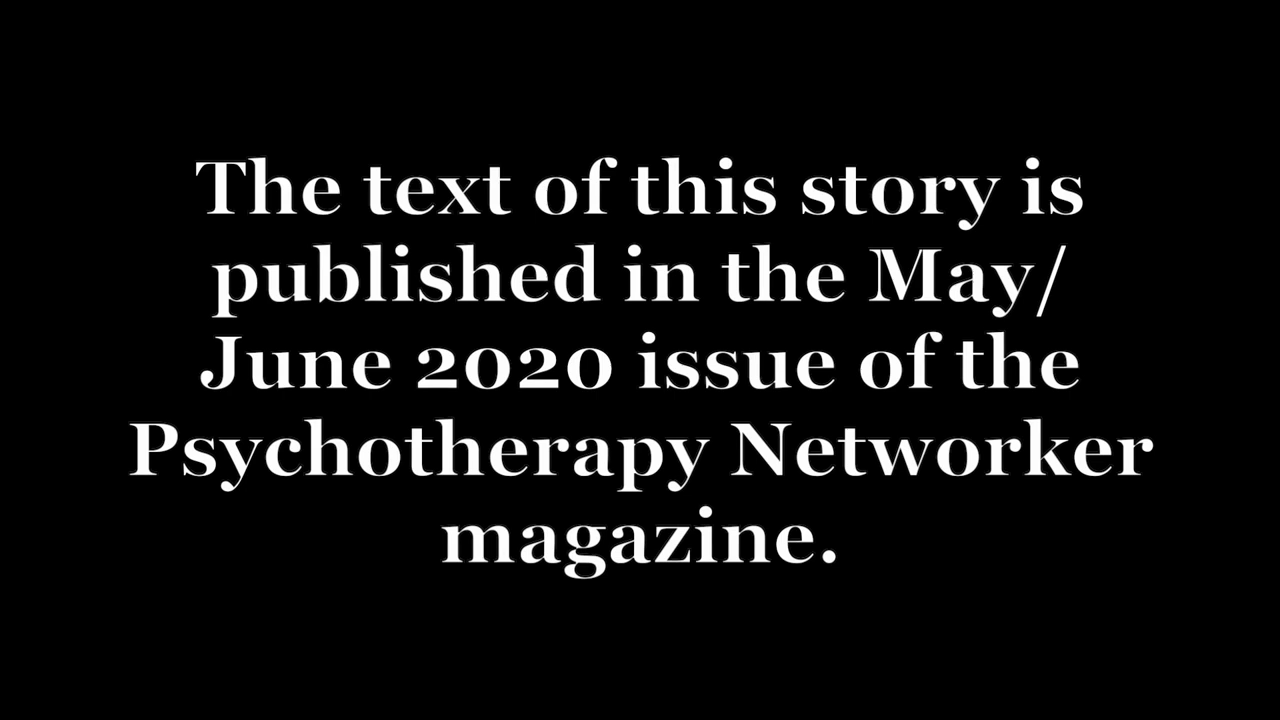 The text of this story is
published in the May/
June 2020 issue of the
Psychotherapy Networker
magazine.